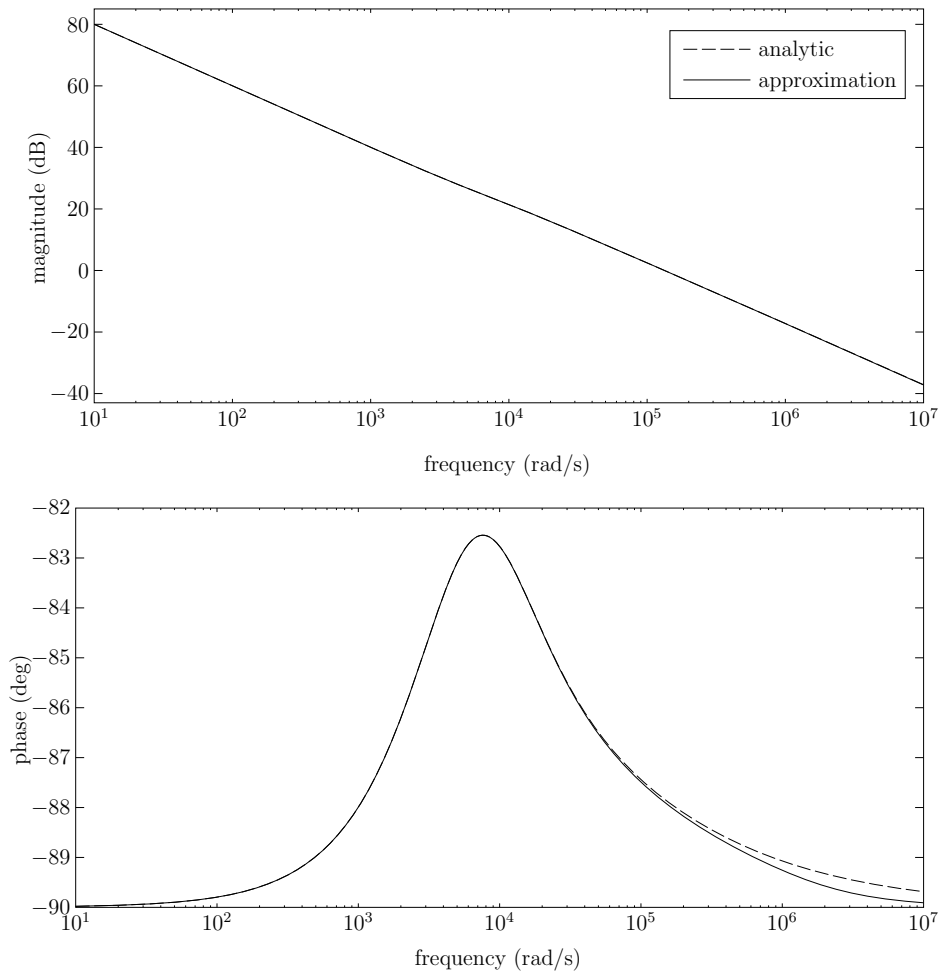 80
60
40
20
0
−20
−40
magnitude (dB)
analytic
approximation
10^1 10^2 10^3 10^4 10^5 10^6 10^7
frequency (rad/s)
−82
−83
−84
−85
−86
−87
−88
−89
−90
phase (deg)
10^1 10^2 10^3 10^4 10^5 10^6 10^7
frequency (rad/s)